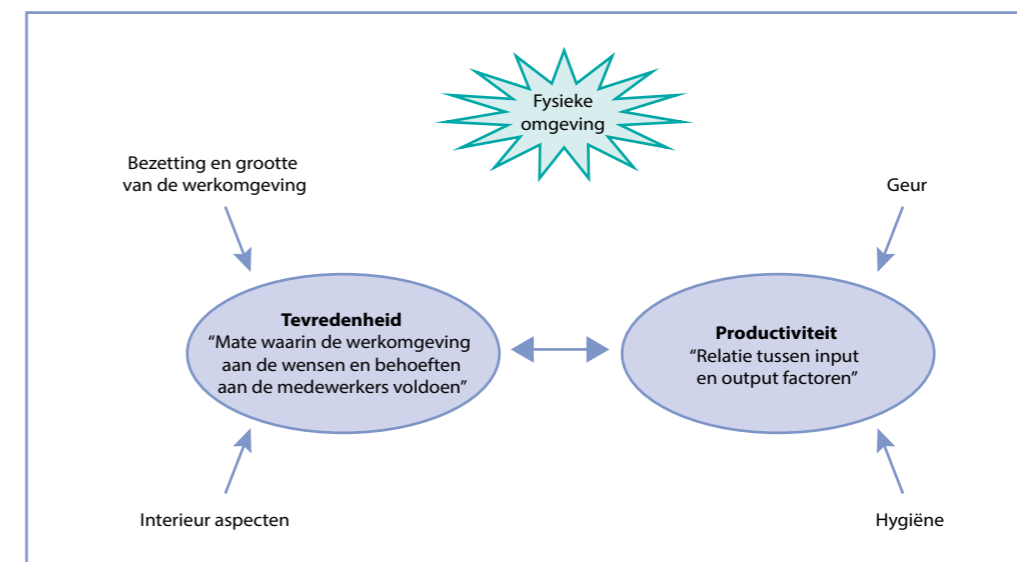 Fysieke
omgeving
Bezetting en grootte
van de werkomgeving
Geur
Tevredenheid
“Mate waarin de werkomgeving
aan de wensen en behoeften
aan de medewerkers voldoen”
Productiviteit
“Relatie tussen input
en output factoren”
Interieur aspecten
Hygiëne